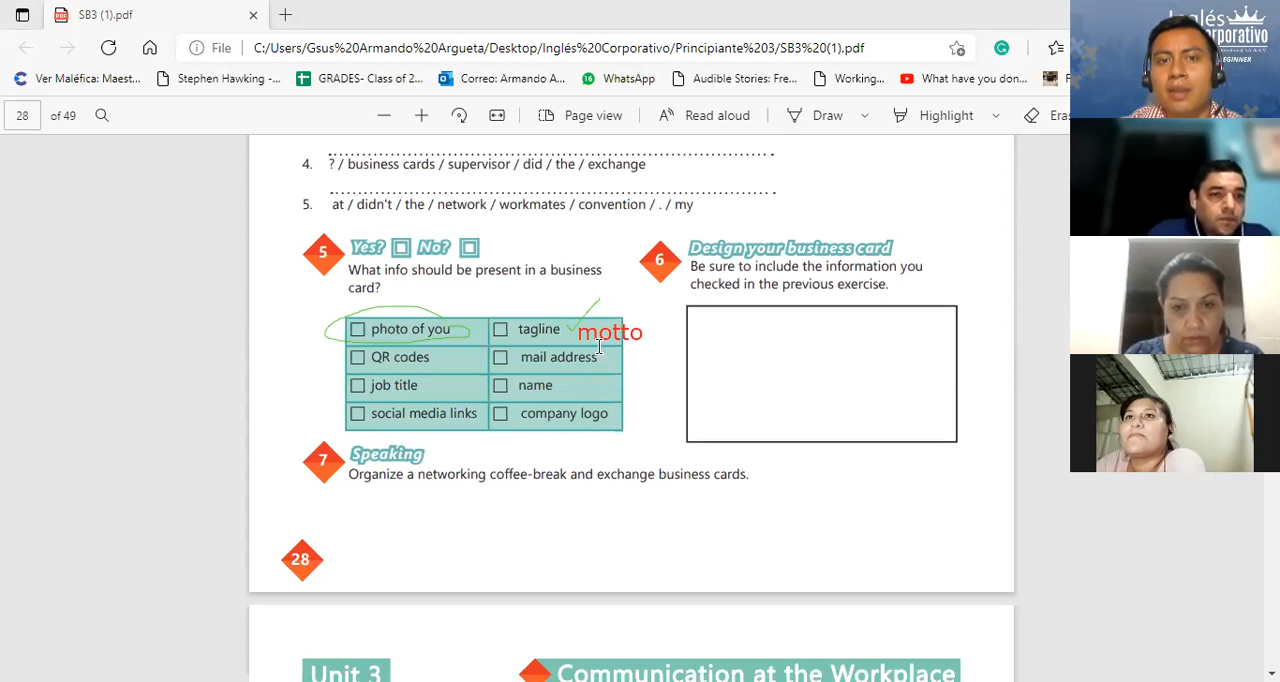 SB3 (1).pdf
File
C:/Users/Gsus%20Armando%20Argueta/Desktop/Inglés%20Corporativo/Principiante%203/SB3%20(1).pdf
Ver Maléfica: Maest...
Stephen Hawking -...
GRADES- Class of 2...
Correo: Armando A...
WhatsApp
Audible Stories: Fre...
Working...
What have you don...
28
of 49
Page view
Read aloud
Draw
Highlight
Eras
Inglés
Corporativo
BEGINNER
4. ? / business cards / supervisor / did / the / exchange
5. at / didn't / the / network / workmates / convention / . / my
5 Yes? No?
What info should be present in a business
card?
photo of you
tagline
motto
QR codes
mail address
job title
name
social media links
company logo
6 Design your business card
Be sure to include the information you
checked in the previous exercise.
7 Speaking
Organize a networking coffee-break and exchange business cards.
28
Unit 3
Communication at the Workplace